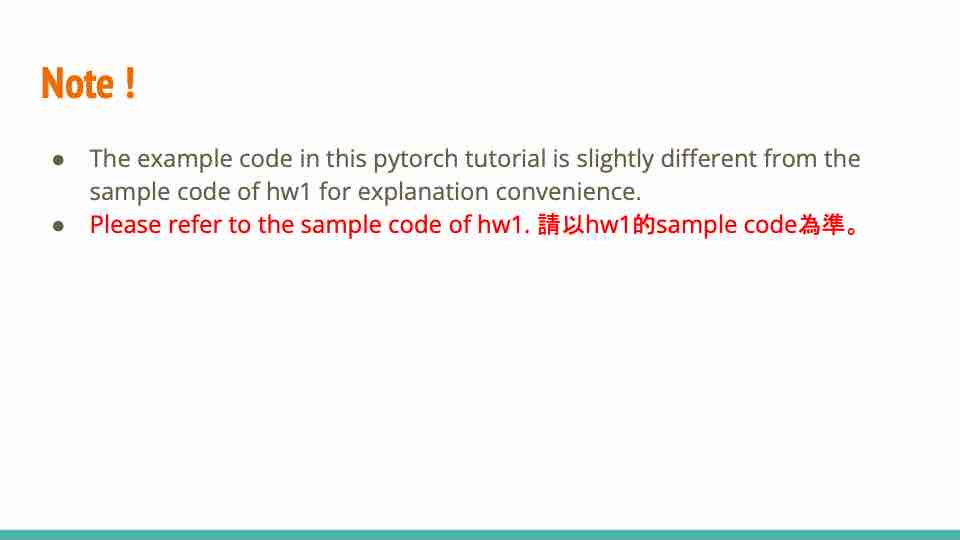 Note !
● The example code in this pytorch tutorial is slightly different from the
sample code of hw1 for explanation convenience.
● Please refer to the sample code of hw1. 請以hw1的sample code為準。